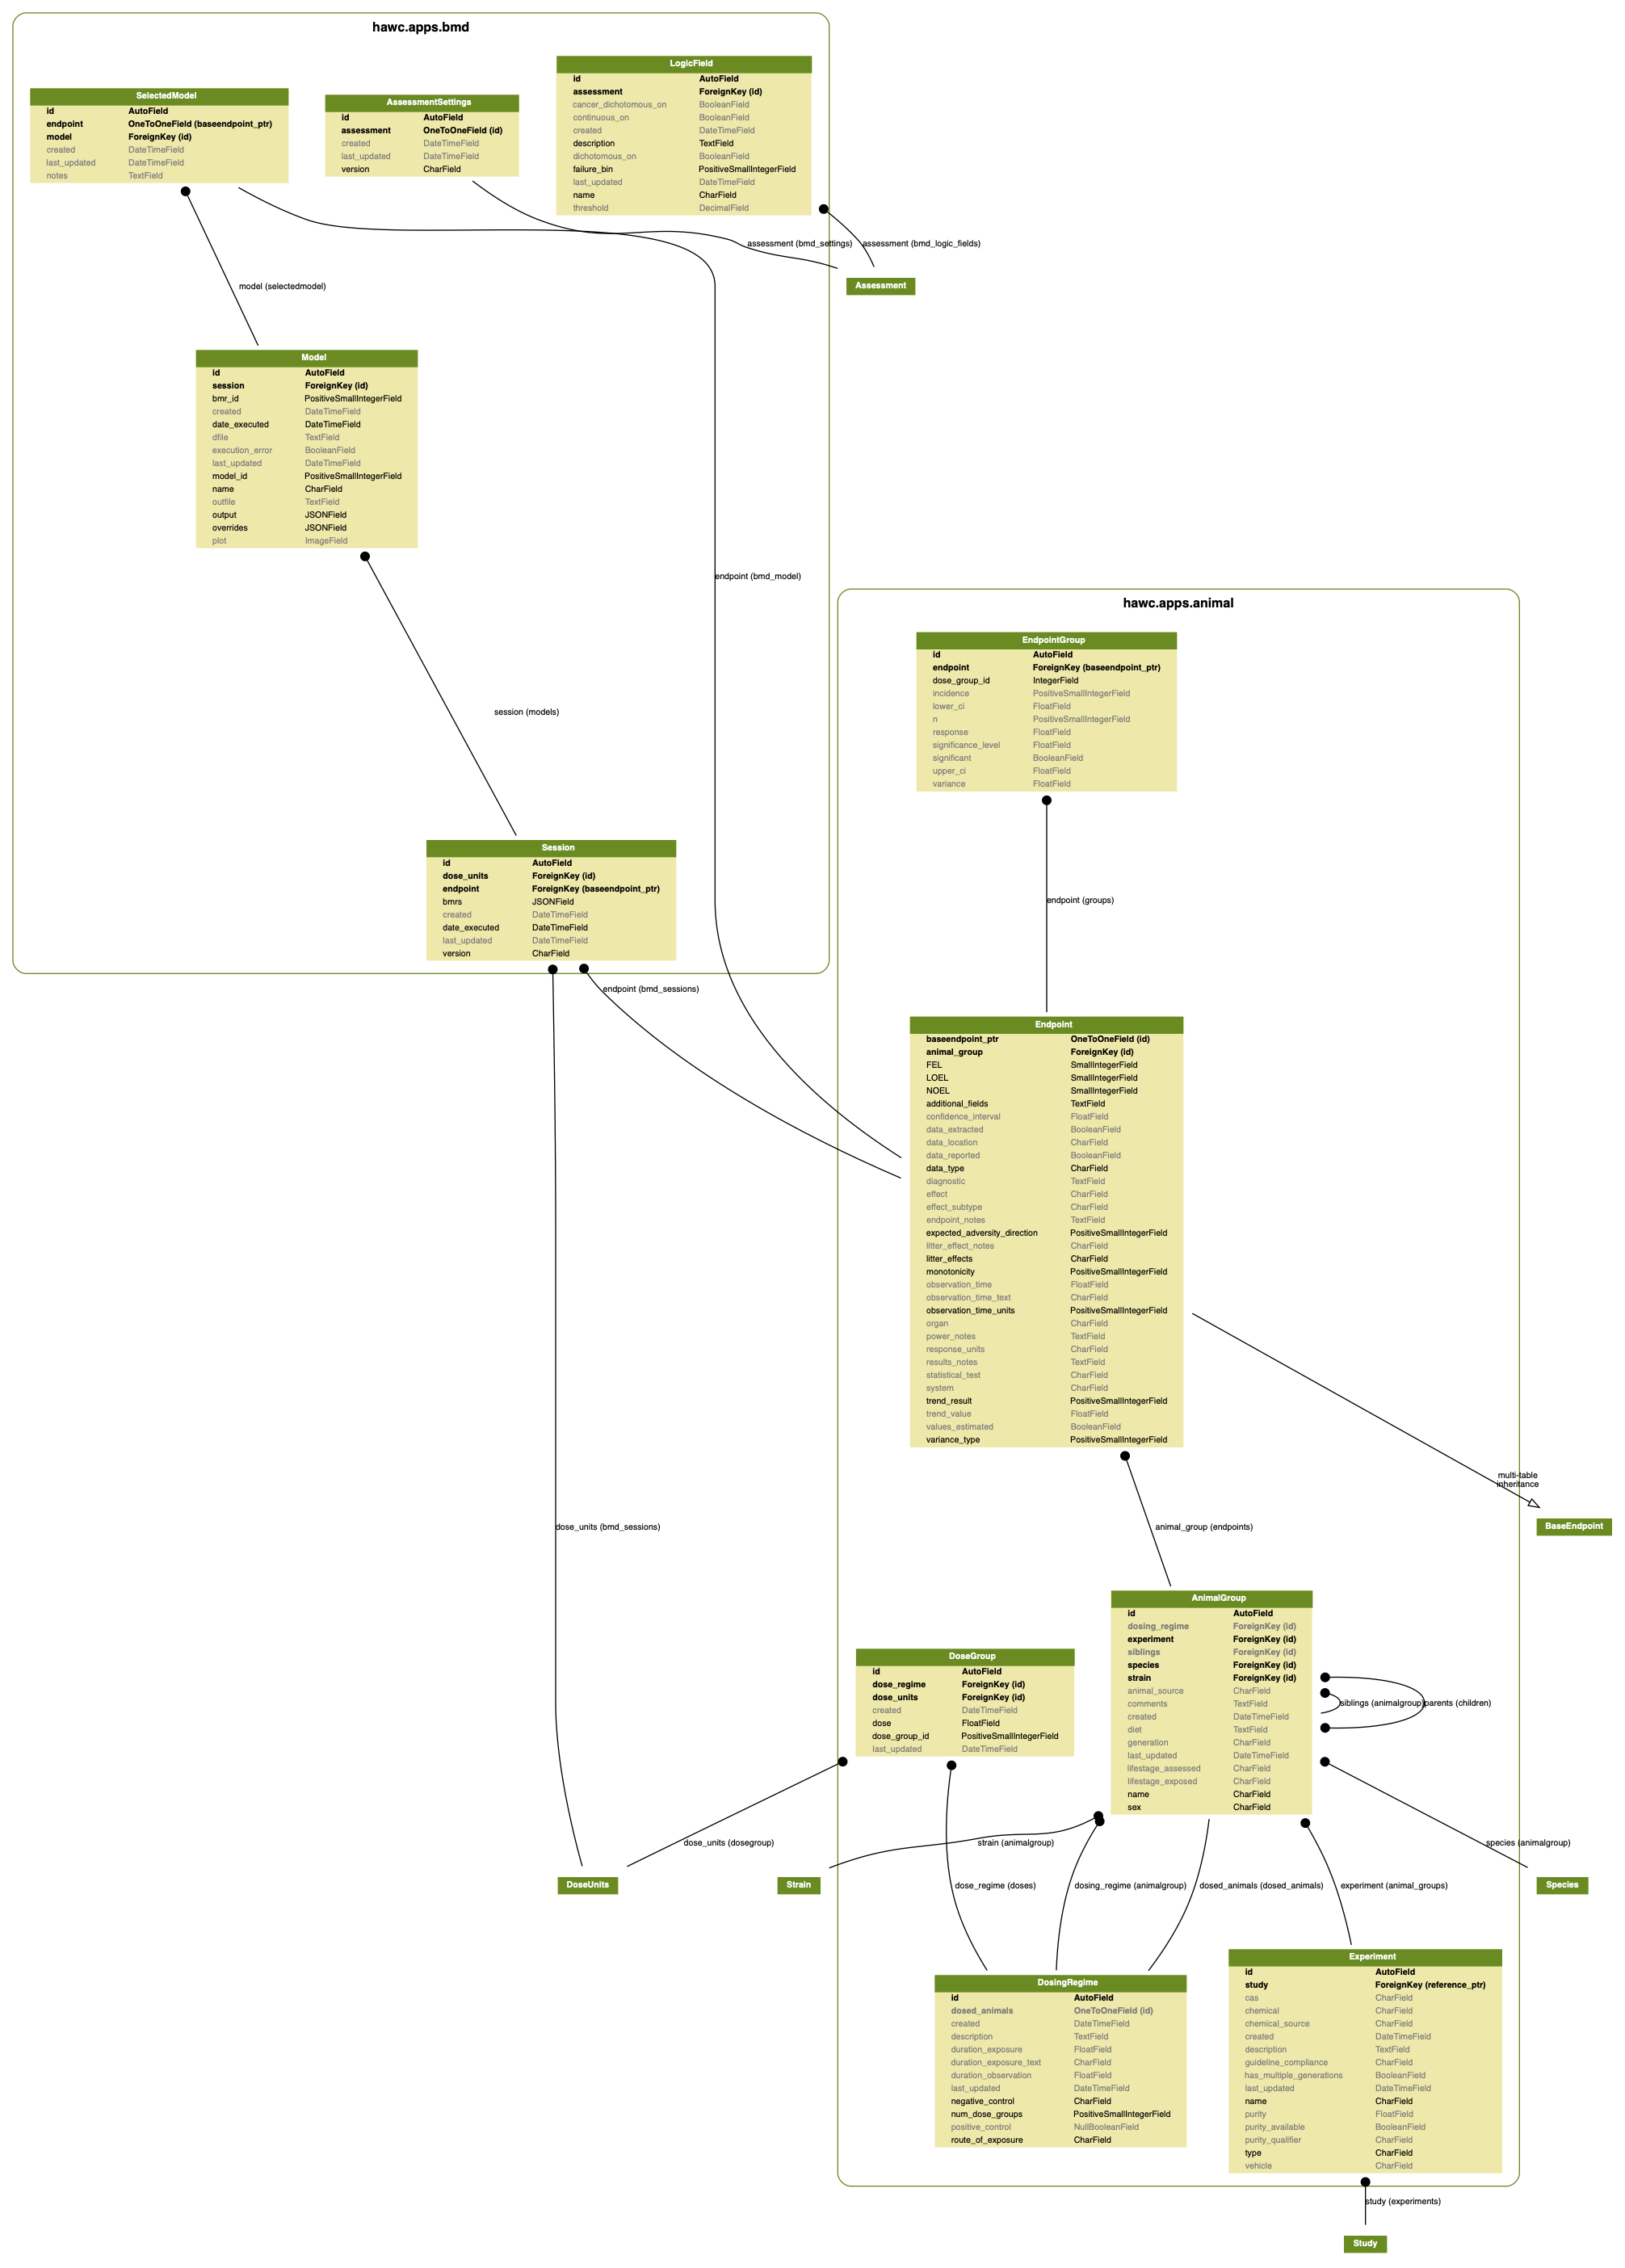 hawc.apps.bmd
LogicField
id AutoField
assessment ForeignKey (id)
cancer_dichotomous_on BooleanField
continuous_on BooleanField
created DateTimeField
description TextField
dichotomous_on BooleanField
failure_bin PositiveSmallIntegerField
last_updated DateTimeField
name CharField
threshold DecimalField
SelectedModel
id AutoField
endpoint OneToOneField (baseendpoint_ptr)
model ForeignKey (id)
created DateTimeField
last_updated DateTimeField
notes TextField
AssessmentSettings
id AutoField
assessment OneToOneField (id)
created DateTimeField
last_updated DateTimeField
version CharField
assessment (bmd_settings)
assessment (bmd_logic_fields)
Assessment
model (selectedmodel)
Model
id AutoField
session ForeignKey (id)
bmr_id PositiveSmallIntegerField
created DateTimeField
date_executed DateTimeField
dfile TextField
execution_error BooleanField
last_updated DateTimeField
model_id PositiveSmallIntegerField
name CharField
outfile TextField
output JSONField
overrides JSONField
plot ImageField
endpoint (bmd_model)
session (models)
Session
id AutoField
dose_units ForeignKey (id)
endpoint ForeignKey (baseendpoint_ptr)
bmrs JSONField
created DateTimeField
date_executed DateTimeField
last_updated DateTimeField
version CharField
endpoint (bmd_sessions)
hawc.apps.animal
EndpointGroup
id AutoField
endpoint ForeignKey (baseendpoint_ptr)
dose_group_id IntegerField
incidence PositiveSmallIntegerField
lower_ci FloatField
n PositiveSmallIntegerField
response FloatField
significance_level FloatField
significant BooleanField
upper_ci FloatField
variance FloatField
endpoint (groups)
Endpoint
baseendpoint_ptr OneToOneField (id)
animal_group ForeignKey (id)
FEL SmallIntegerField
LOEL SmallIntegerField
NOEL SmallIntegerField
additional_fields TextField
confidence_interval FloatField
data_extracted BooleanField
data_location CharField
data_reported BooleanField
data_type CharField
diagnostic TextField
effect CharField
effect_subtype CharField
endpoint_notes TextField
expected_adversity_direction PositiveSmallIntegerField
litter_effect_notes CharField
litter_effects CharField
monotonicity PositiveSmallIntegerField
observation_time FloatField
observation_time_text CharField
observation_time_units PositiveSmallIntegerField
organ CharField
power_notes TextField
response_units CharField
results_notes TextField
statistical_test CharField
system CharField
trend_result PositiveSmallIntegerField
trend_value FloatField
values_estimated BooleanField
variance_type PositiveSmallIntegerField
multi-table
inheritance
BaseEndpoint
dose_units (bmd_sessions)
animal_group (endpoints)
AnimalGroup
id AutoField
dosing_regime ForeignKey (id)
experiment ForeignKey (id)
siblings ForeignKey (id)
species ForeignKey (id)
strain ForeignKey (id)
animal_source CharField
comments TextField
created DateTimeField
diet TextField
generation CharField
last_updated DateTimeField
lifestage_assessed CharField
lifestage_exposed CharField
name CharField
sex CharField
siblings (animalgroup)
parents (children)
DoseGroup
id AutoField
dose_regime ForeignKey (id)
dose_units ForeignKey (id)
created DateTimeField
dose FloatField
dose_group_id PositiveSmallIntegerField
last_updated DateTimeField
dose_units (dosegroup)
strain (animalgroup)
species (animalgroup)
DoseUnits
Strain
dose_regime (doses)
dosing_regime (animalgroup)
dosed_animals (dosed_animals)
experiment (animal_groups)
Species
DosingRegime
id AutoField
dosed_animals OneToOneField (id)
created DateTimeField
description TextField
duration_exposure FloatField
duration_exposure_text CharField
duration_observation FloatField
last_updated DateTimeField
negative_control CharField
num_dose_groups PositiveSmallIntegerField
positive_control NullBooleanField
route_of_exposure CharField
Experiment
id AutoField
study ForeignKey (reference_ptr)
cas CharField
chemical CharField
chemical_source CharField
created DateTimeField
description TextField
guideline_compliance CharField
has_multiple_generations BooleanField
last_updated DateTimeField
name CharField
purity FloatField
purity_available BooleanField
purity_qualifier CharField
type CharField
vehicle CharField
study (experiments)
Study